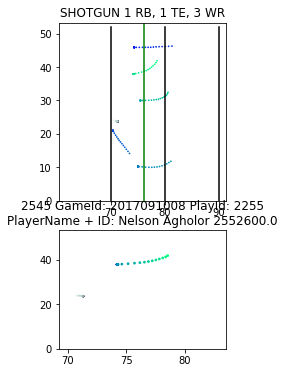 SHOTGUN 1 RB, 1 TE, 3 WR
50
40
30
20
10
0
70 80 90
2545 GameId: 2017091008 PlayId: 2255
PlayerName + ID: Nelson Agholor 2552600.0
40
20
0
70 75 80